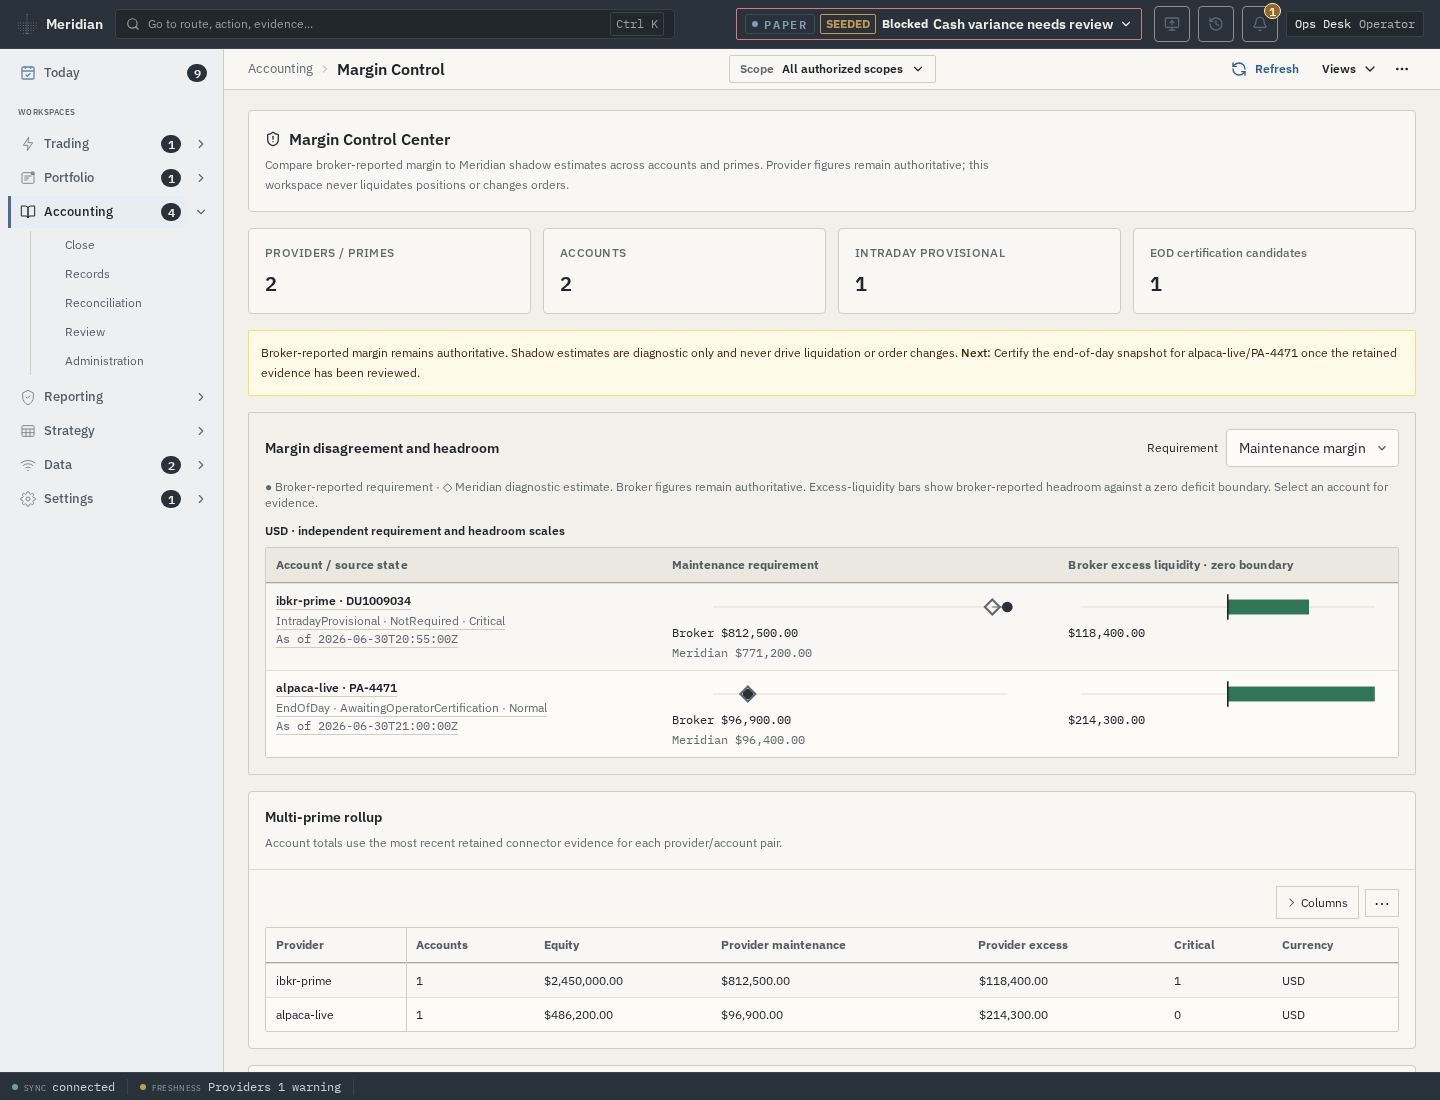 Meridian
Go to route, action, evidence...
Ctrl K
PAPER
SEEDED
Blocked Cash variance needs review
1
Ops Desk Operator
Today
9
WORKSPACES
Trading
1
Portfolio
1
Accounting
4
Close
Records
Reconciliation
Review
Administration
Reporting
Strategy
Data
2
Settings
1
Accounting
Margin Control
Scope All authorized scopes
Refresh
Views
Margin Control Center
Compare broker-reported margin to Meridian shadow estimates across accounts and primes. Provider figures remain authoritative; this
workspace never liquidates positions or changes orders.
PROVIDERS / PRIMES
2
ACCOUNTS
2
INTRADAY PROVISIONAL
1
EOD certification candidates
1
Broker-reported margin remains authoritative. Shadow estimates are diagnostic only and never drive liquidation or order changes. Next: Certify the end-of-day snapshot for alpaca-live/PA-4471 once the retained
evidence has been reviewed.
Margin disagreement and headroom
Requirement
Maintenance margin
● Broker-reported requirement · ◇ Meridian diagnostic estimate. Broker figures remain authoritative. Excess-liquidity bars show broker-reported headroom against a zero deficit boundary. Select an account for
evidence.
USD · independent requirement and headroom scales
Account / source state
Maintenance requirement
Broker excess liquidity · zero boundary
ibkr-prime · DU1009034
IntradayProvisional · NotRequired · Critical
As of 2026-06-30T20:55:00Z
Broker $812,500.00
Meridian $771,200.00
$118,400.00
alpaca-live · PA-4471
EndOfDay · AwaitingOperatorCertification · Normal
As of 2026-06-30T21:00:00Z
Broker $96,900.00
Meridian $96,400.00
$214,300.00
Multi-prime rollup
Account totals use the most recent retained connector evidence for each provider/account pair.
Columns
Provider Accounts Equity Provider maintenance Provider excess Critical Currency
ibkr-prime 1 $2,450,000.00 $812,500.00 $118,400.00 1 USD
alpaca-live 1 $486,200.00 $96,900.00 $214,300.00 0 USD
SYNC connected
FRESHNESS Providers 1 warning